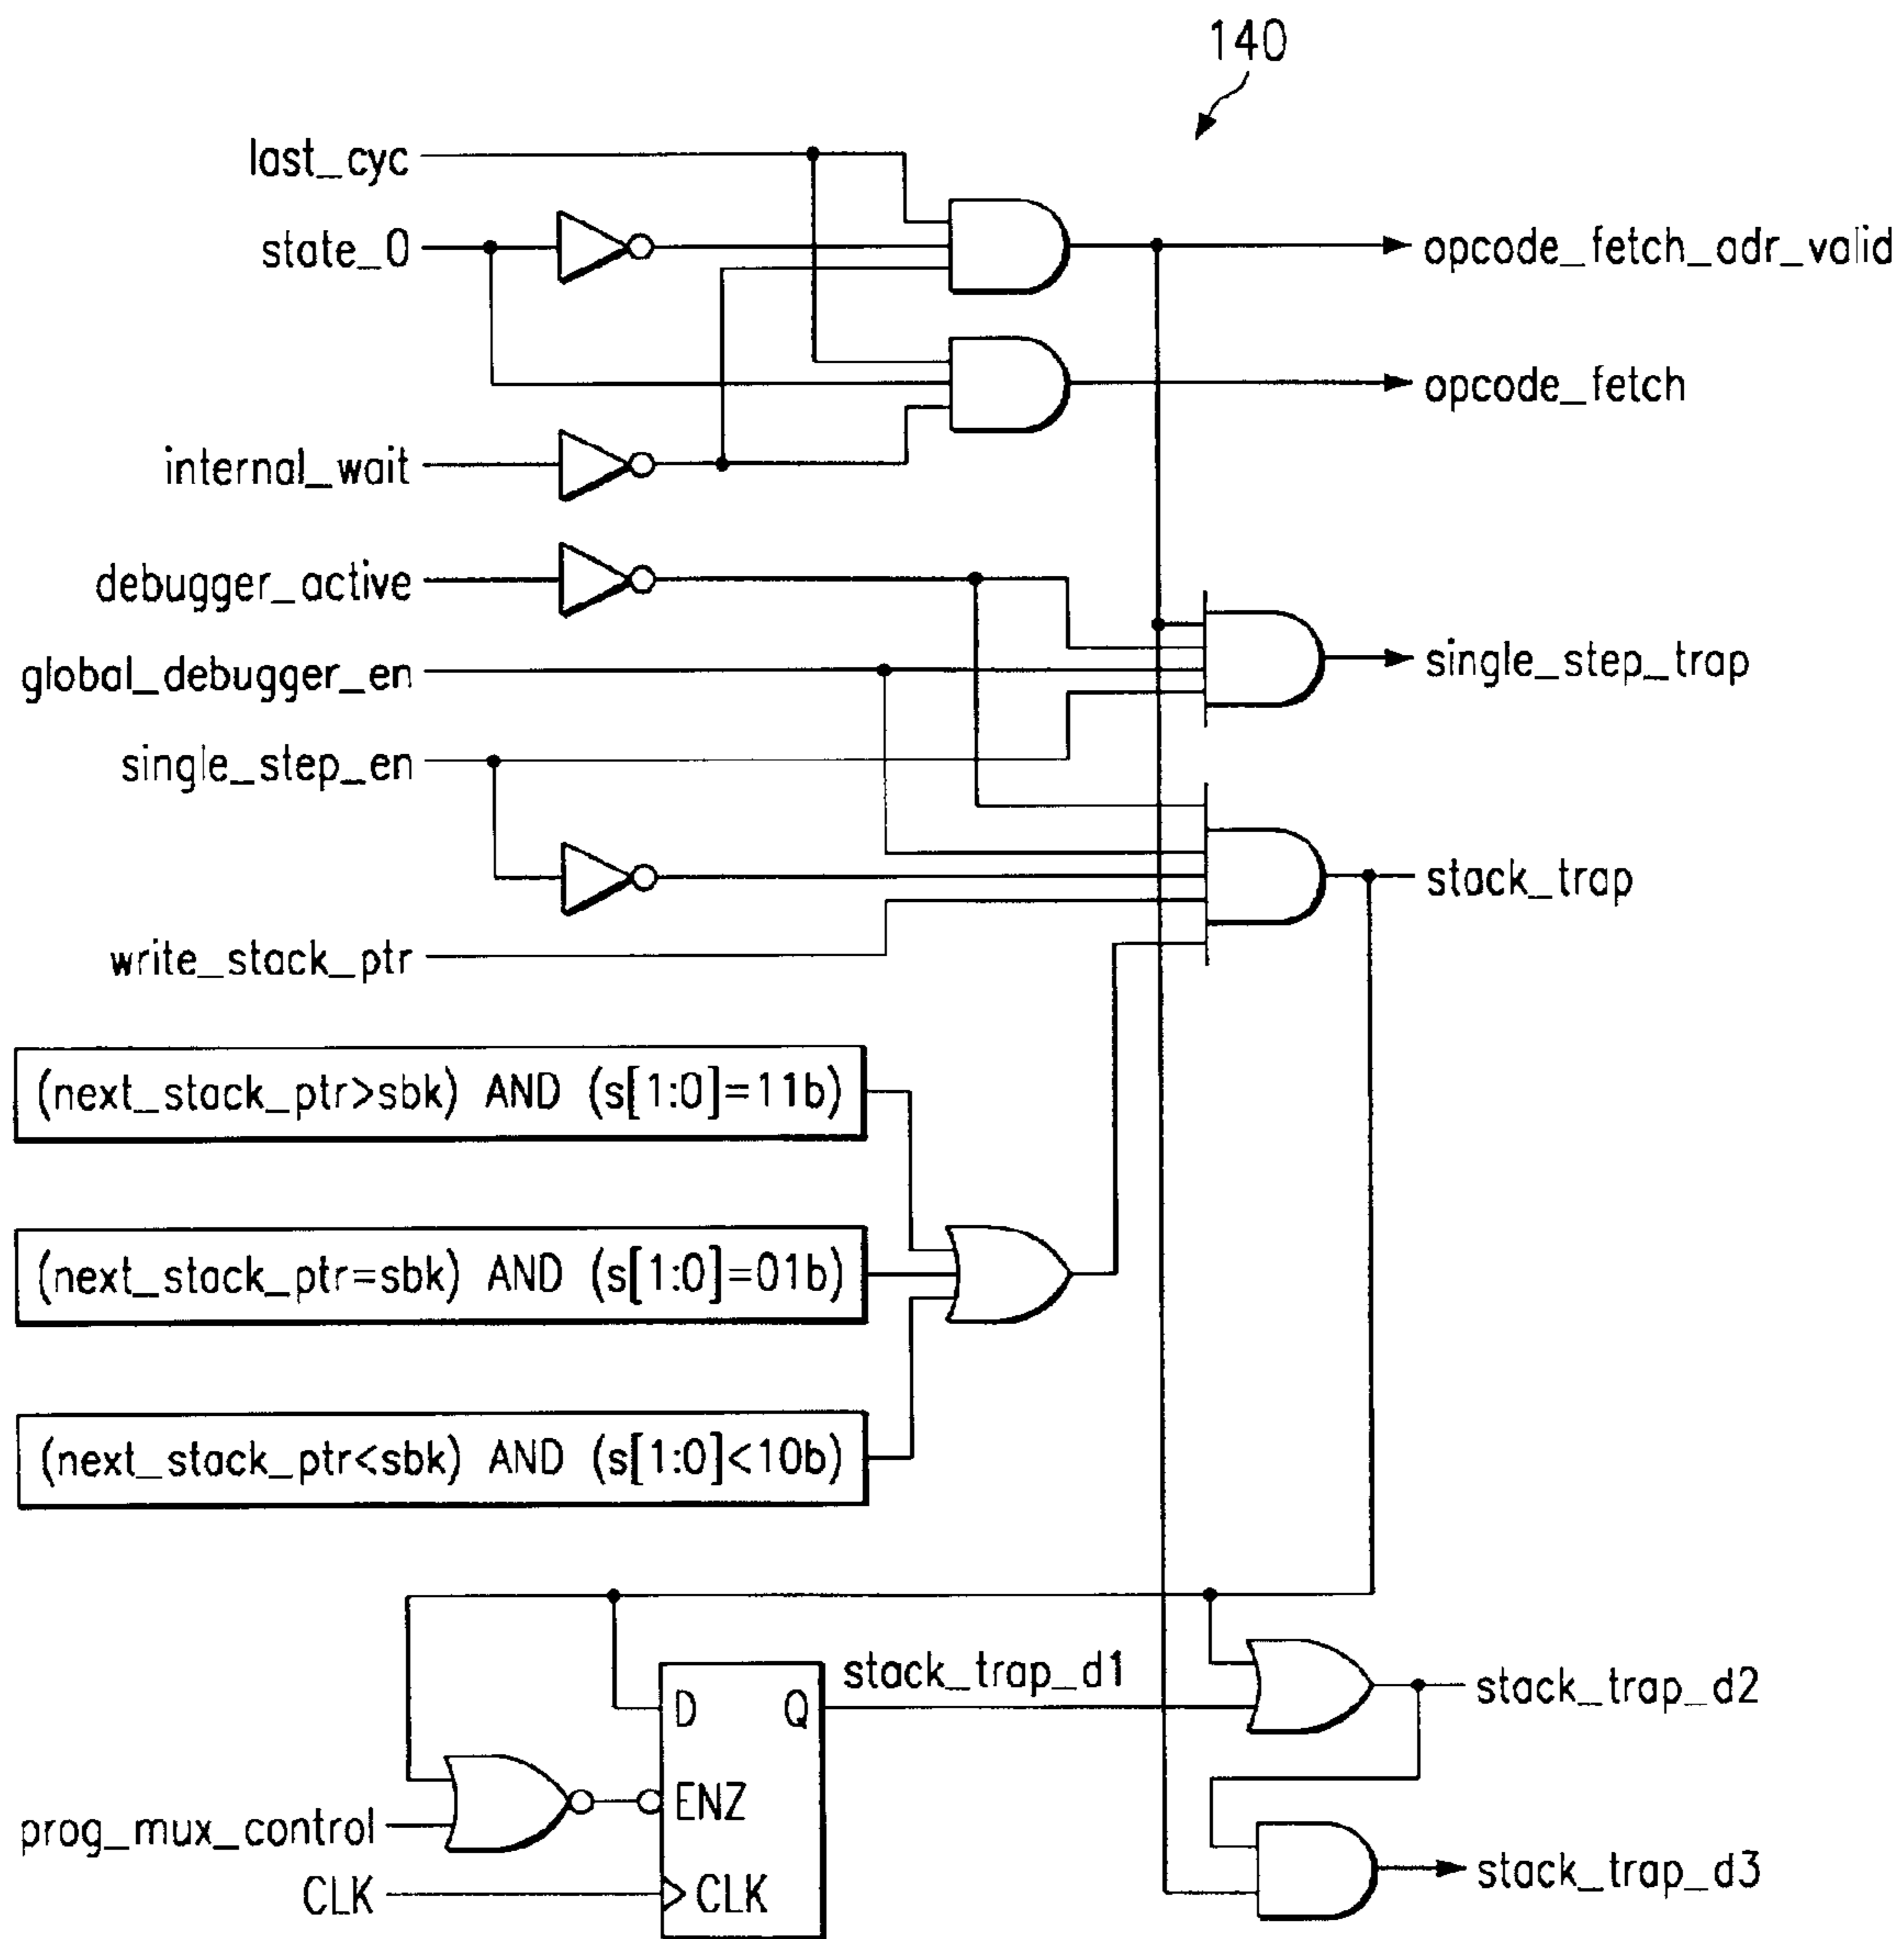 140
last_cyc
state_0
opcode_fetch_adr_valid
opcode_fetch
internal_wait
debugger_active
global_debugger_en
single_step_trap
single_step_en
stack_trap
write_stack_ptr
(next_stack_ptr>sbk) AND (s[1:0]=11b)
(next_stack_ptr=sbk) AND (s[1:0]=01b)
(next_stack_ptr<sbk) AND (s[1:0]<10b)
stack_trap_d1
stack_trap_d2
D Q
ENZ
prog_mux_control
CLK
CLK
stack_trap_d3